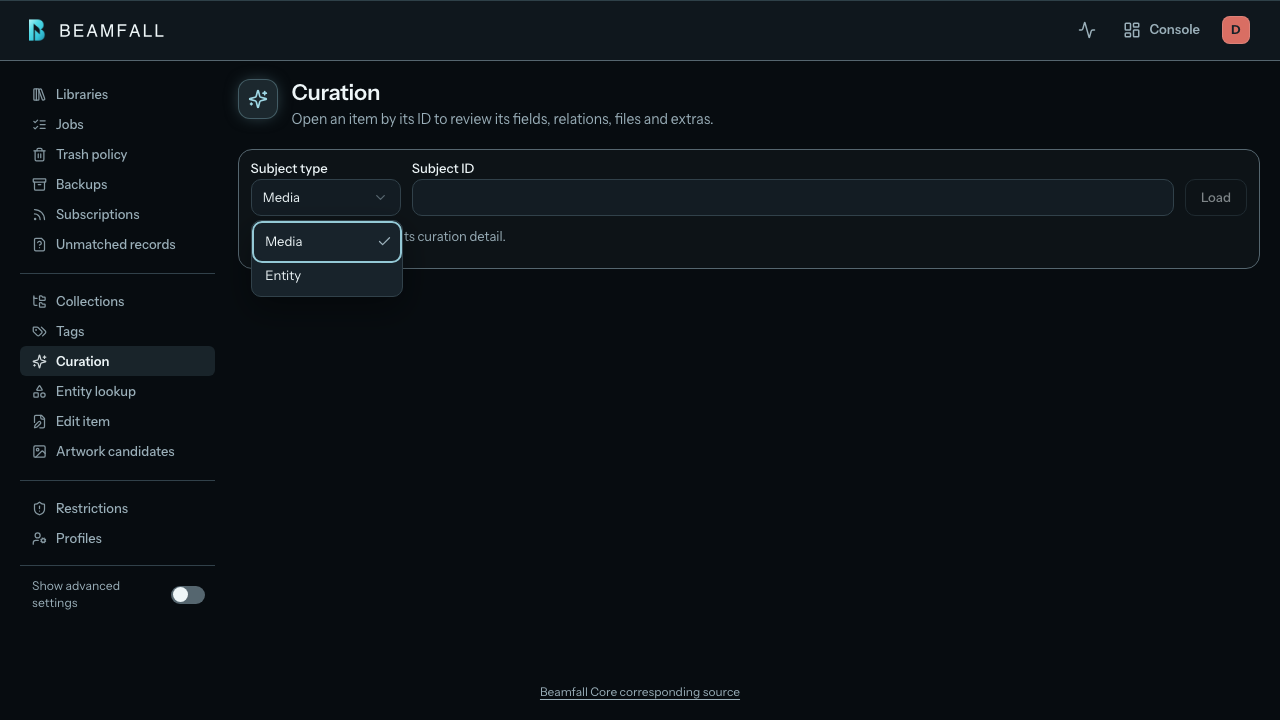 BEAMFALL
Console
D
Libraries
Jobs
Trash policy
Backups
Subscriptions
Unmatched records
Collections
Tags
Curation
Entity lookup
Edit item
Artwork candidates
Restrictions
Profiles
Show advanced
settings
Curation
Open an item by its ID to review its fields, relations, files and extras.
Subject type
Subject ID
Media
Load
ts curation detail.
Media
Entity
Beamfall Core corresponding source